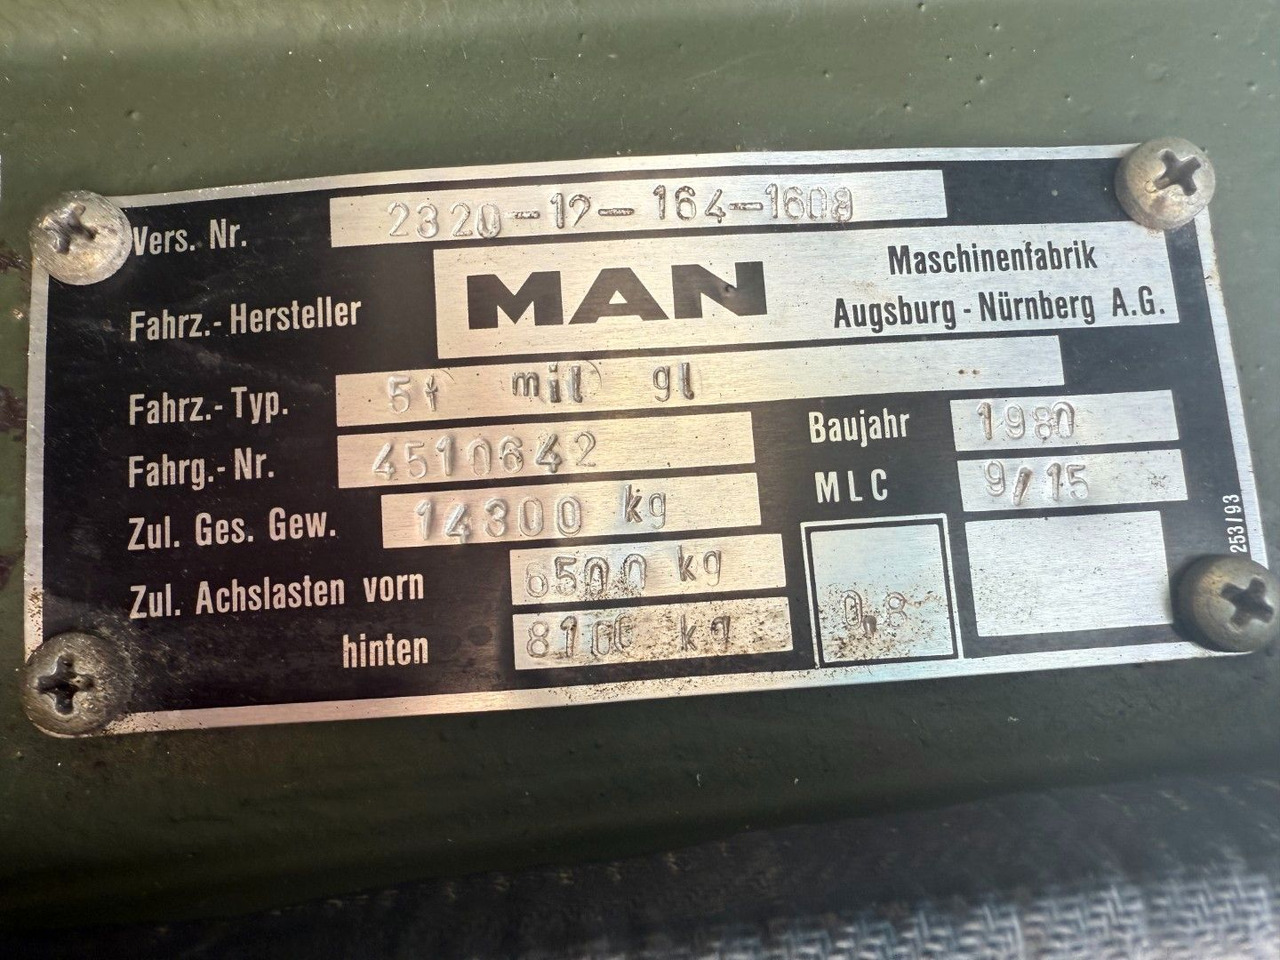 Vers. Nr. 2320-12-164-1608
Fahrz.-Hersteller MAN Maschinenfabrik
Augsburg-Nürnberg A.G.
Fahrz.-Typ. 5t mil gl
Fahrg.-Nr. 4510642
Baujahr 1980
Zul. Ges. Gew. 14300 kg
MLC 9/15
Zul. Achslasten vorn 6500 kg
hinten 8100 kg
0,8
253/93